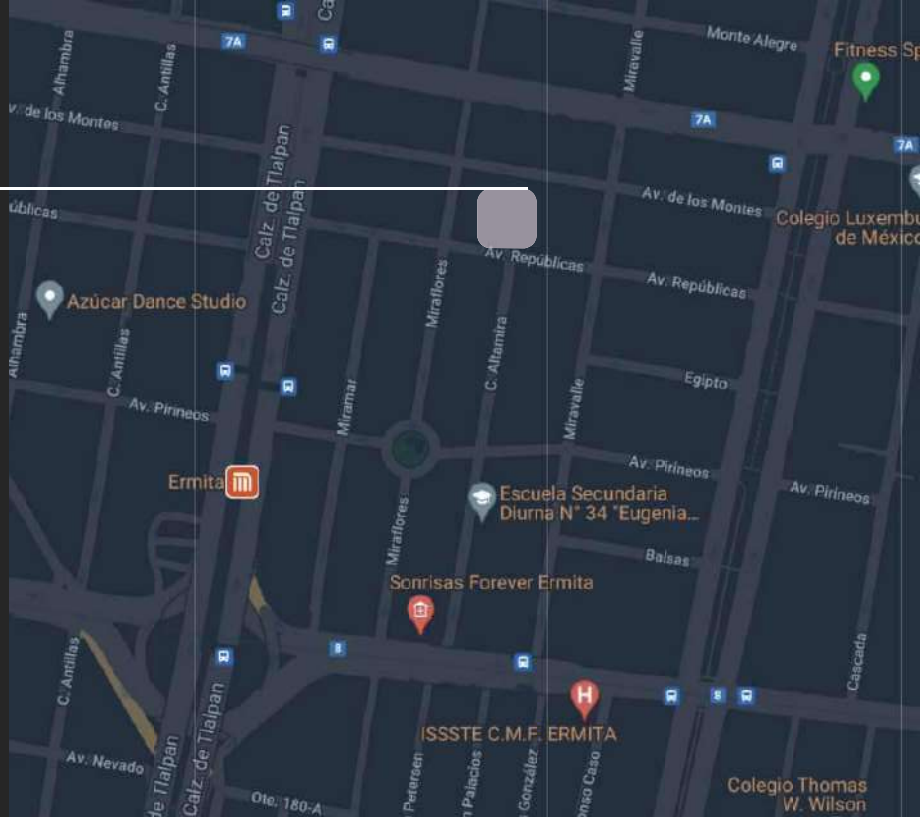 Ca
7A
Monte Alegre
Fitness Sp
Alhambra
C. Antillas
Miravalle
v. de los Montes
7A
7A
Calz. de Tlalpan
Calz. de Tlalpan
Av. de los Montes
Colegio Luxembu
de México
úblicas
Av. Repúblicas
Av. Repúblicas
Calz. de Tlalpan
Azúcar Dance Studio
Miraflores
C. Altamira
Alhambra
C. Antillas
Egipto
Av. Pirineos
Miramar
Miravalle
Av. Pirineos
Av. Pirineos
Ermita
Escuela Secundaria
Diurna N° 34 "Eugenia...
Miraflores
Balsas
Sonrisas Forever Ermita
8
C. Antillas
Cascada
8
H
ISSSTE C.M.F. ERMITA
de Tlalpan
Calz. de Tlalpan
Av. Nevado
Petersen
n Palacios
n González
onso Caso
Colegio Thomas
W. Wilson
Ote. 180-A